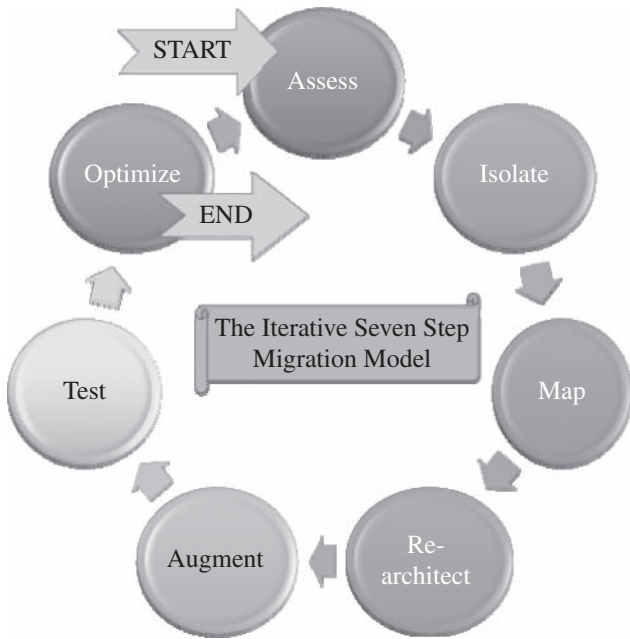 START
Assess
Isolate
Map
Re-
architect
Augment
Test
Optimize
END
The Iterative Seven Step
Migration Model